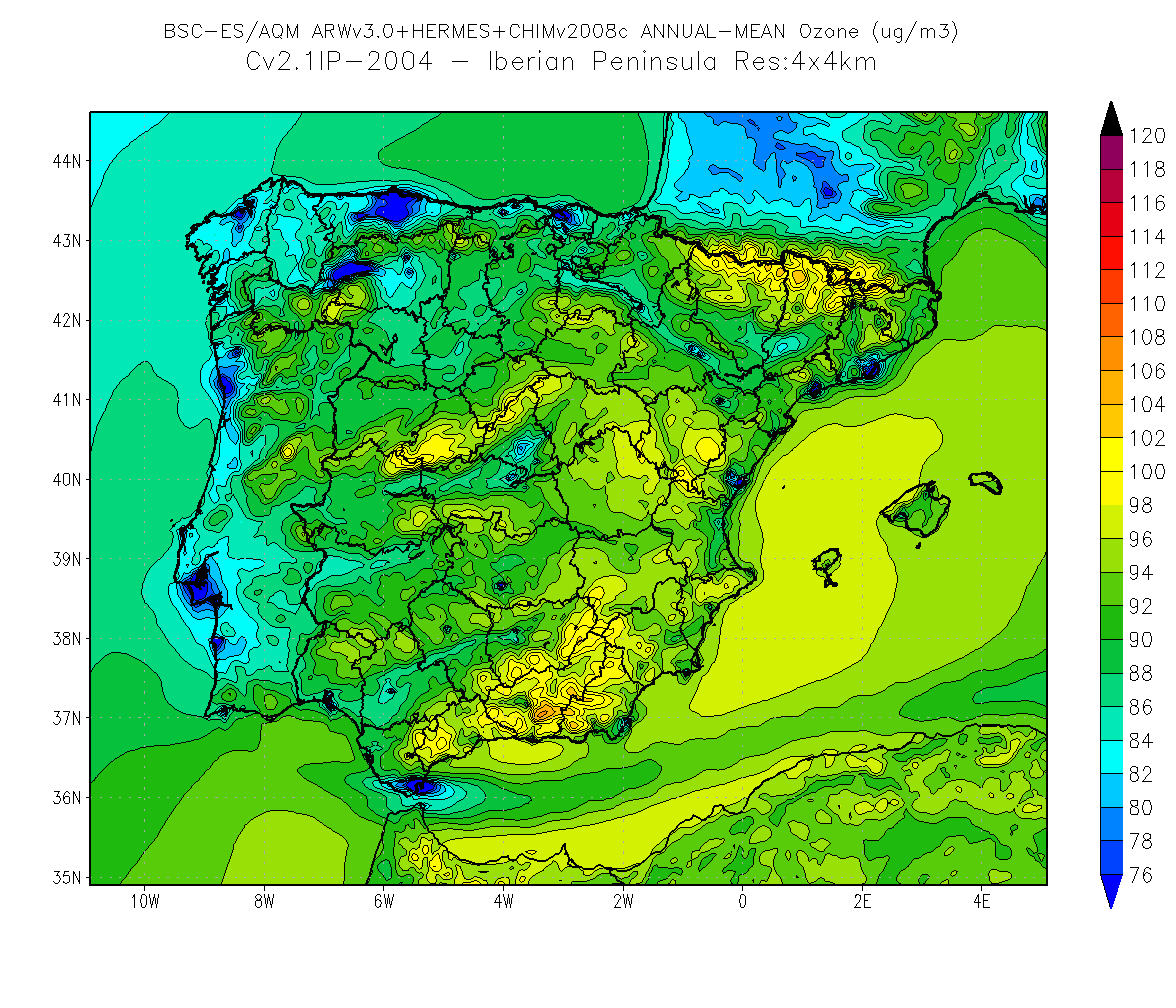 BSC-ES/AQM ARWv3.0+HERMES+CHIMv2008c ANNUAL-MEAN Ozone (ug/m3)
Cv2.1IP-2004 - Iberian Peninsula Res:4x4km
44N
43N
42N
41N
40N
39N
38N
37N
36N
35N
10W 8W 6W 4W 2W 0 2E 4E
120
118
116
114
112
110
108
106
104
102
100
98
96
94
92
90
88
86
84
82
80
78
76